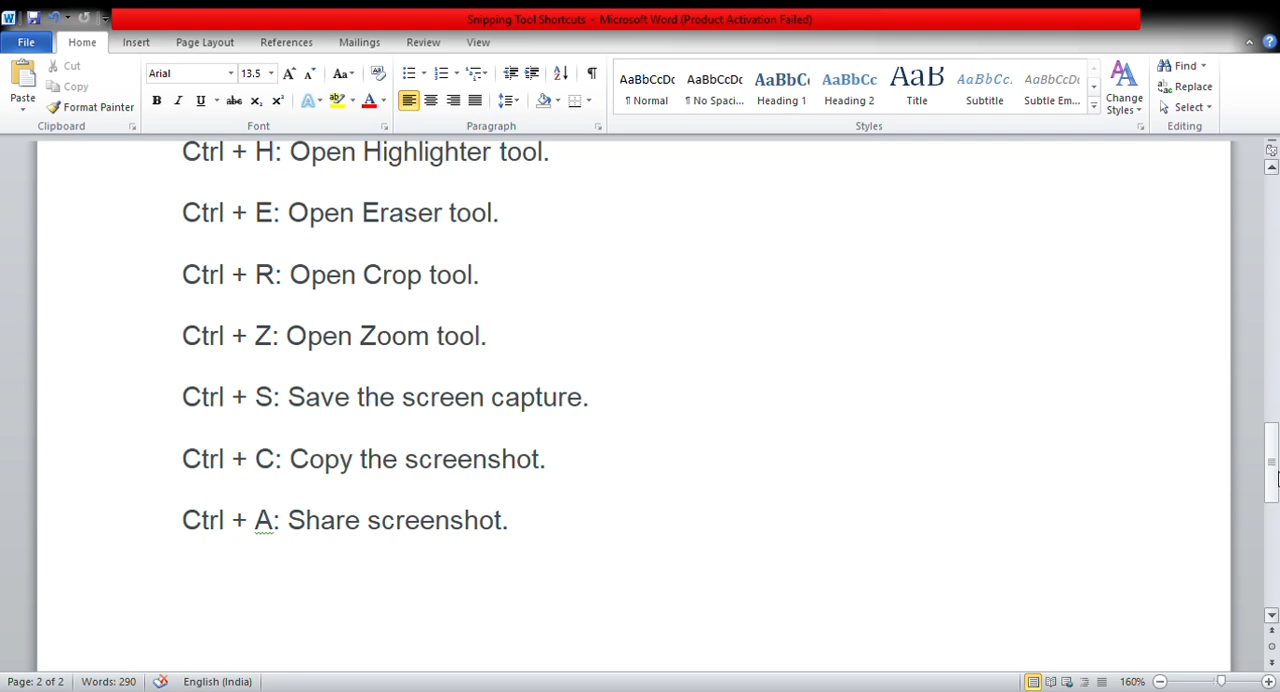 Snipping Tool Shortcuts - Microsoft Word (Product Activation Failed)
File Home Insert Page Layout References Mailings Review View
Paste
Cut
Copy
Format Painter
Clipboard
Arial 13.5
Font
Paragraph
AaBbCcDc AaBbCcDc AaBbC AaBbCc AaB AaBbCc. AaBbCcDc
¶ Normal ¶ No Spaci... Heading 1 Heading 2 Title Subtitle Subtle Em...
Styles
Change
Styles
Find
Replace
Select
Editing
Ctrl + H: Open Highlighter tool.
Ctrl + E: Open Eraser tool.
Ctrl + R: Open Crop tool.
Ctrl + Z: Open Zoom tool.
Ctrl + S: Save the screen capture.
Ctrl + C: Copy the screenshot.
Ctrl + A: Share screenshot.
Page: 2 of 2 Words: 290 English (India) 160%